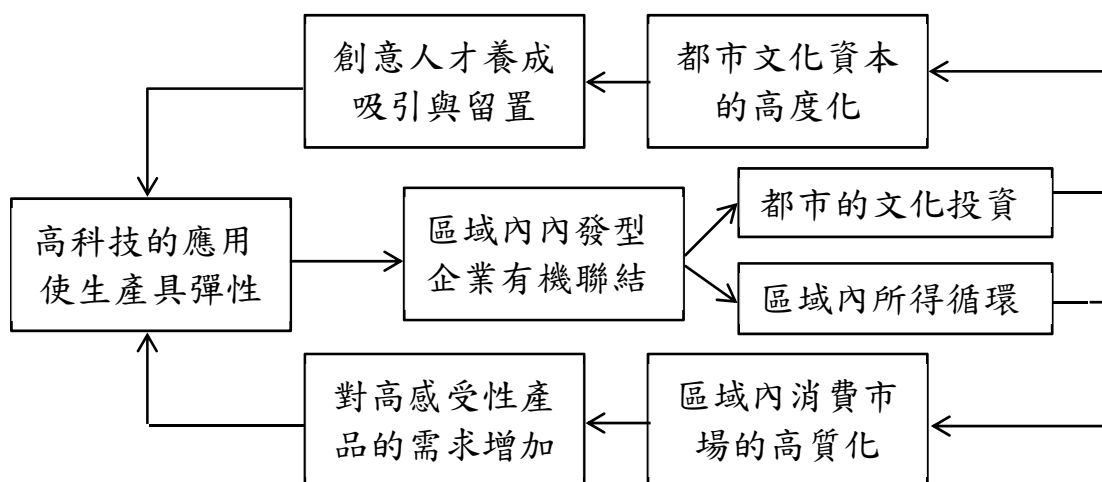 創意人才養成
吸引與留置
都市文化資本
的高度化
高科技的應用
使生產具彈性
區域內內發型
企業有機聯結
都市的文化投資
區域內所得循環
對高感受性產
品的需求增加
區域內消費市
場的高質化